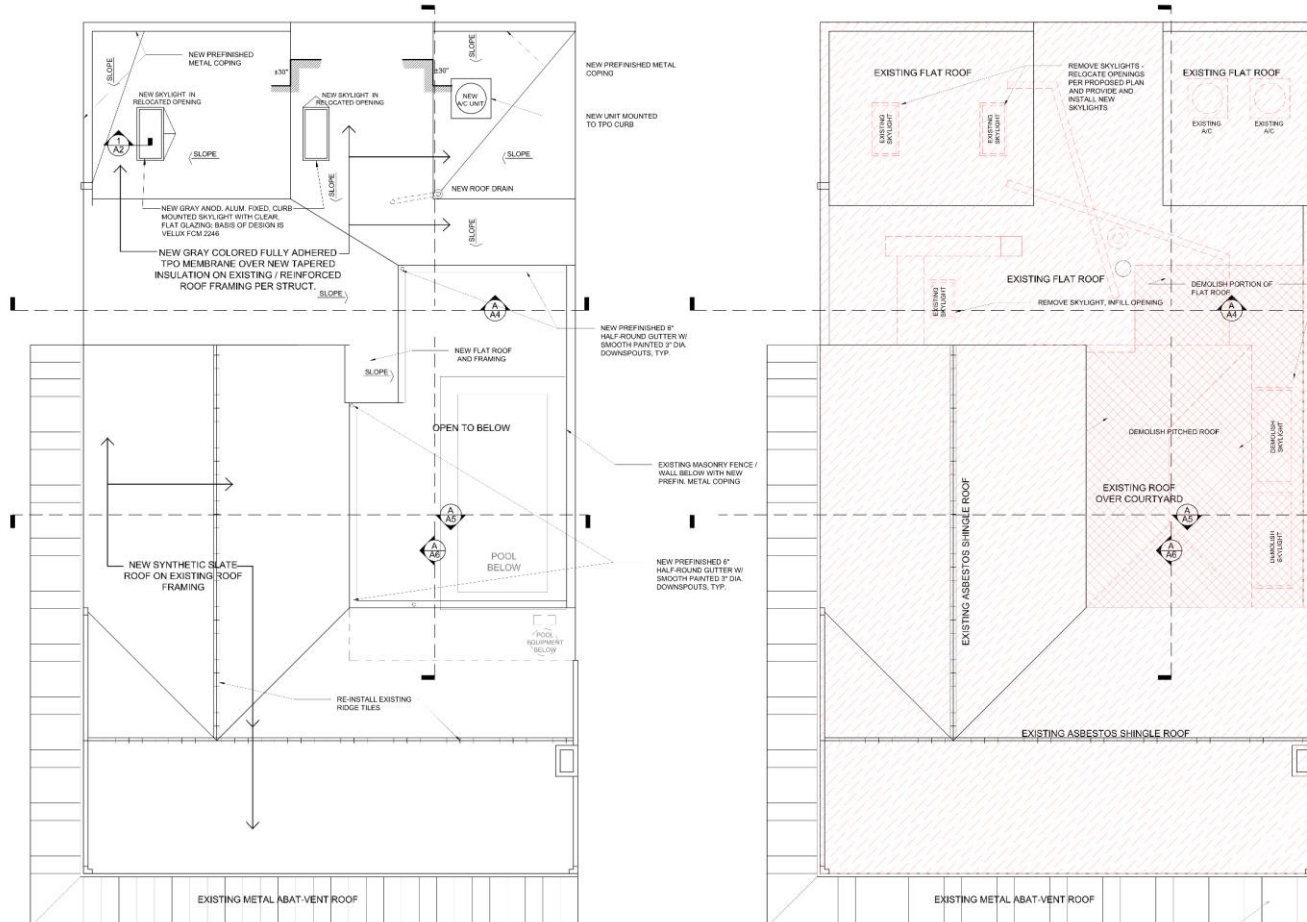 NEW PREFINISHED
METAL COPING
SLOPE
SLOPE
±30"
±30"
NEW PREFINISHED METAL
COPING
NEW SKYLIGHT IN
RELOCATED OPENING
NEW SKYLIGHT IN
RELOCATED OPENING
NEW
A/C UNIT
NEW UNIT MOUNTED
TO TPO CURB
1
A2
SLOPE
SLOPE
SLOPE
NEW ROOF DRAIN
NEW GRAY ANOD. ALUM. FIXED, CURB
MOUNTED SKYLIGHT WITH CLEAR,
FLAT GLAZING; BASIS OF DESIGN IS
VELUX FCM 2246
SLOPE
NEW GRAY COLORED FULLY ADHERED
TPO MEMBRANE OVER NEW TAPERED
INSULATION ON EXISTING / REINFORCED
ROOF FRAMING PER STRUCT.
SLOPE
A
A4
NEW PREFINISHED 6"
HALF-ROUND GUTTER W/
SMOOTH PAINTED 3" DIA.
DOWNSPOUTS, TYP.
NEW FLAT ROOF
AND FRAMING
SLOPE
OPEN TO BELOW
EXISTING MASONRY FENCE /
WALL BELOW WITH NEW
PREFIN. METAL COPING
A
A5
A
A6
POOL
BELOW
NEW SYNTHETIC SLATE
ROOF ON EXISTING ROOF
FRAMING
NEW PREFINISHED 6"
HALF-ROUND GUTTER W/
SMOOTH PAINTED 3" DIA.
DOWNSPOUTS, TYP.
POOL
EQUIPMENT
BELOW
RE-INSTALL EXISTING
RIDGE TILES
EXISTING METAL ABAT-VENT ROOF
EXISTING FLAT ROOF
REMOVE SKYLIGHTS -
RELOCATE OPENINGS
PER PROPOSED PLAN
AND PROVIDE AND
INSTALL NEW
SKYLIGHTS
EXISTING FLAT ROOF
EXISTING
SKYLIGHT
EXISTING
SKYLIGHT
EXISTING
A/C
EXISTING
A/C
EXISTING FLAT ROOF
DEMOLISH PORTION OF
FLAT ROOF
EXISTING
SKYLIGHT
REMOVE SKYLIGHT, INFILL OPENING
A
A4
DEMOLISH PITCHED ROOF
DEMOLISH
SKYLIGHT
EXISTING ROOF
OVER COURTYARD
A
A5
A
A6
DEMOLISH
SKYLIGHT
EXISTING ASBESTOS SHINGLE ROOF
EXISTING ASBESTOS SHINGLE ROOF
EXISTING METAL ABAT-VENT ROOF